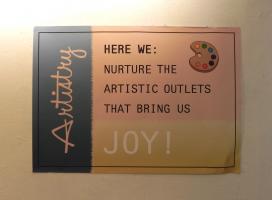 Artistry
HERE WE:
NURTURE THE
ARTISTIC OUTLETS
THAT BRING US
JOY!